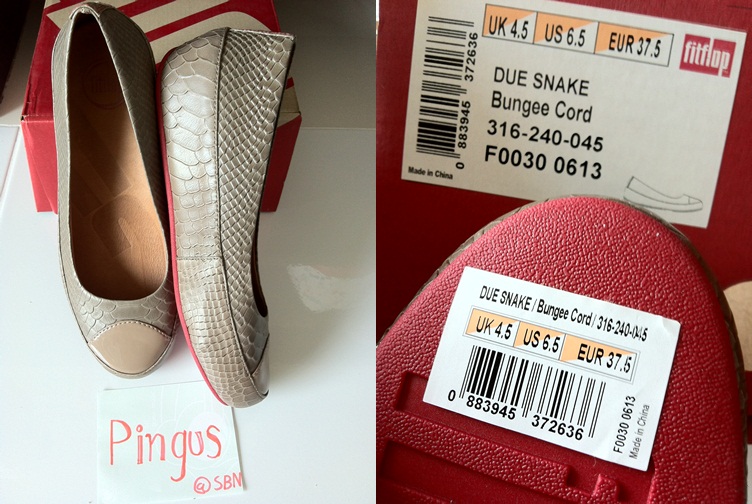 Pingus
@SBN
UK 4.5 US 6.5 EUR 37.5
fitflop
DUE SNAKE
Bungee Cord
316-240-045
F0030 0613
0 883945 372636
Made in China
DUE SNAKE / Bungee Cord / 316-240-045
UK 4.5 US 6.5 EUR 37.5
0 883945 372636
F0030 0613
Made in China